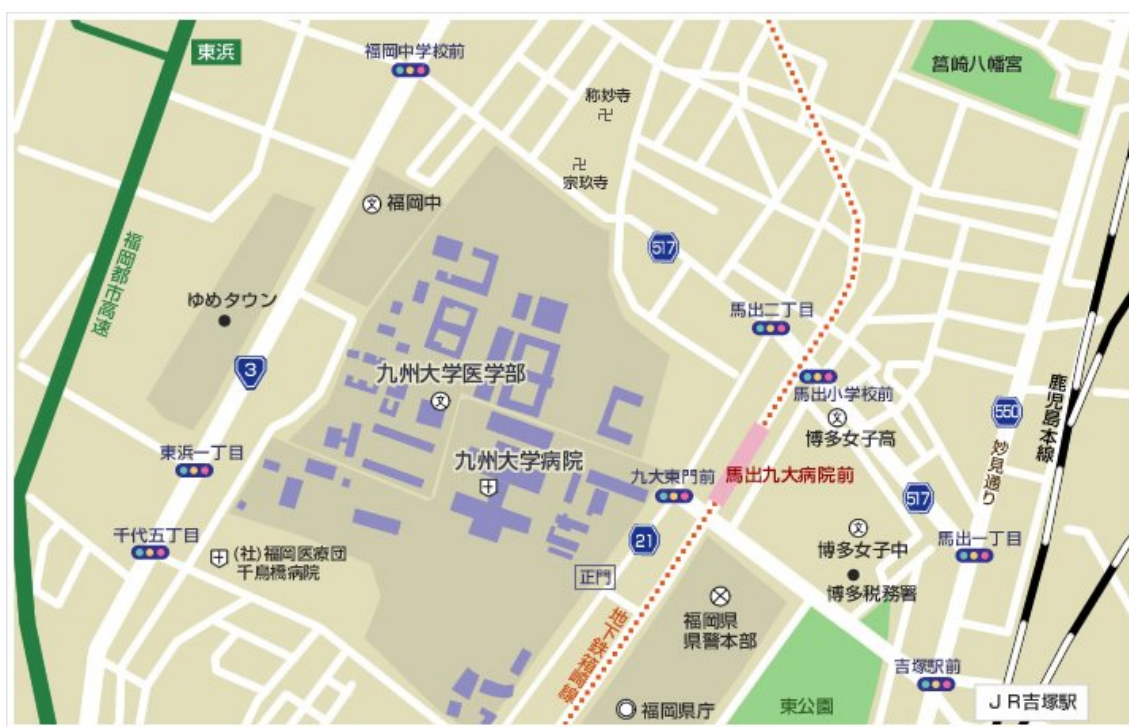 東浜
福岡中学校前
筥崎八幡宮
称妙寺
宗玖寺
福岡中
517
福岡都市高速
ゆめタウン
馬出二丁目
3
九州大学医学部
馬出小学校前
鹿児島本線
550
博多女子高
妙見通り
東浜一丁目
九州大学病院
九大東門前
馬出九大病院前
517
千代五丁目
21
博多女子中
馬出一丁目
(社)福岡医療団
千鳥橋病院
正門
博多税務署
地下鉄箱崎線
福岡県
県警本部
吉塚駅前
福岡県庁
東公園
JR吉塚駅